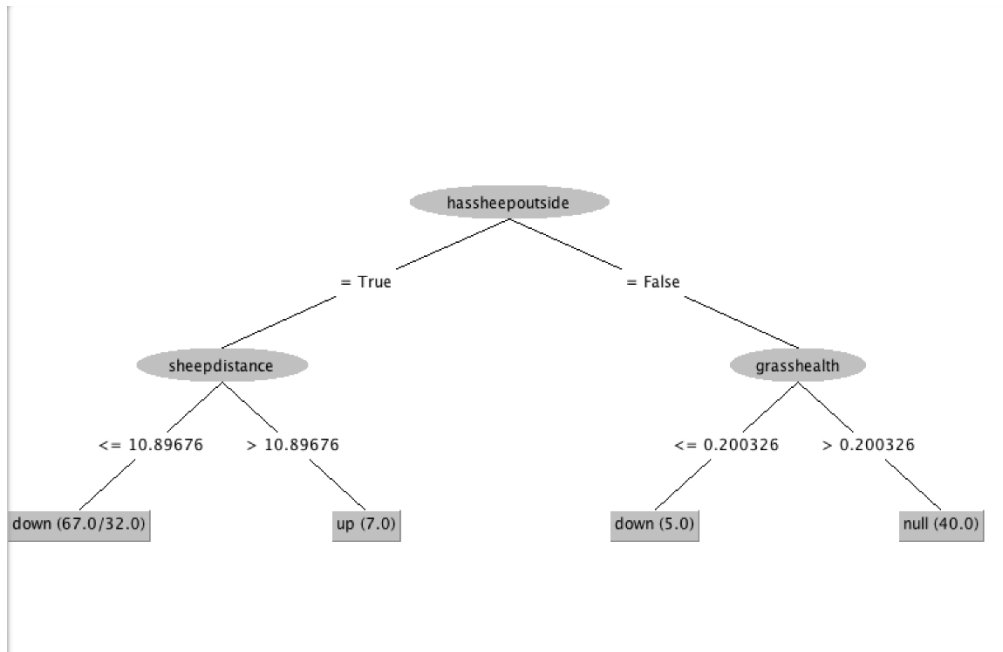 hassheepoutside
= True
= False
sheepdistance
grasshealth
<= 10.89676
> 10.89676
<= 0.200326
> 0.200326
down (67.0/32.0)
up (7.0)
down (5.0)
null (40.0)